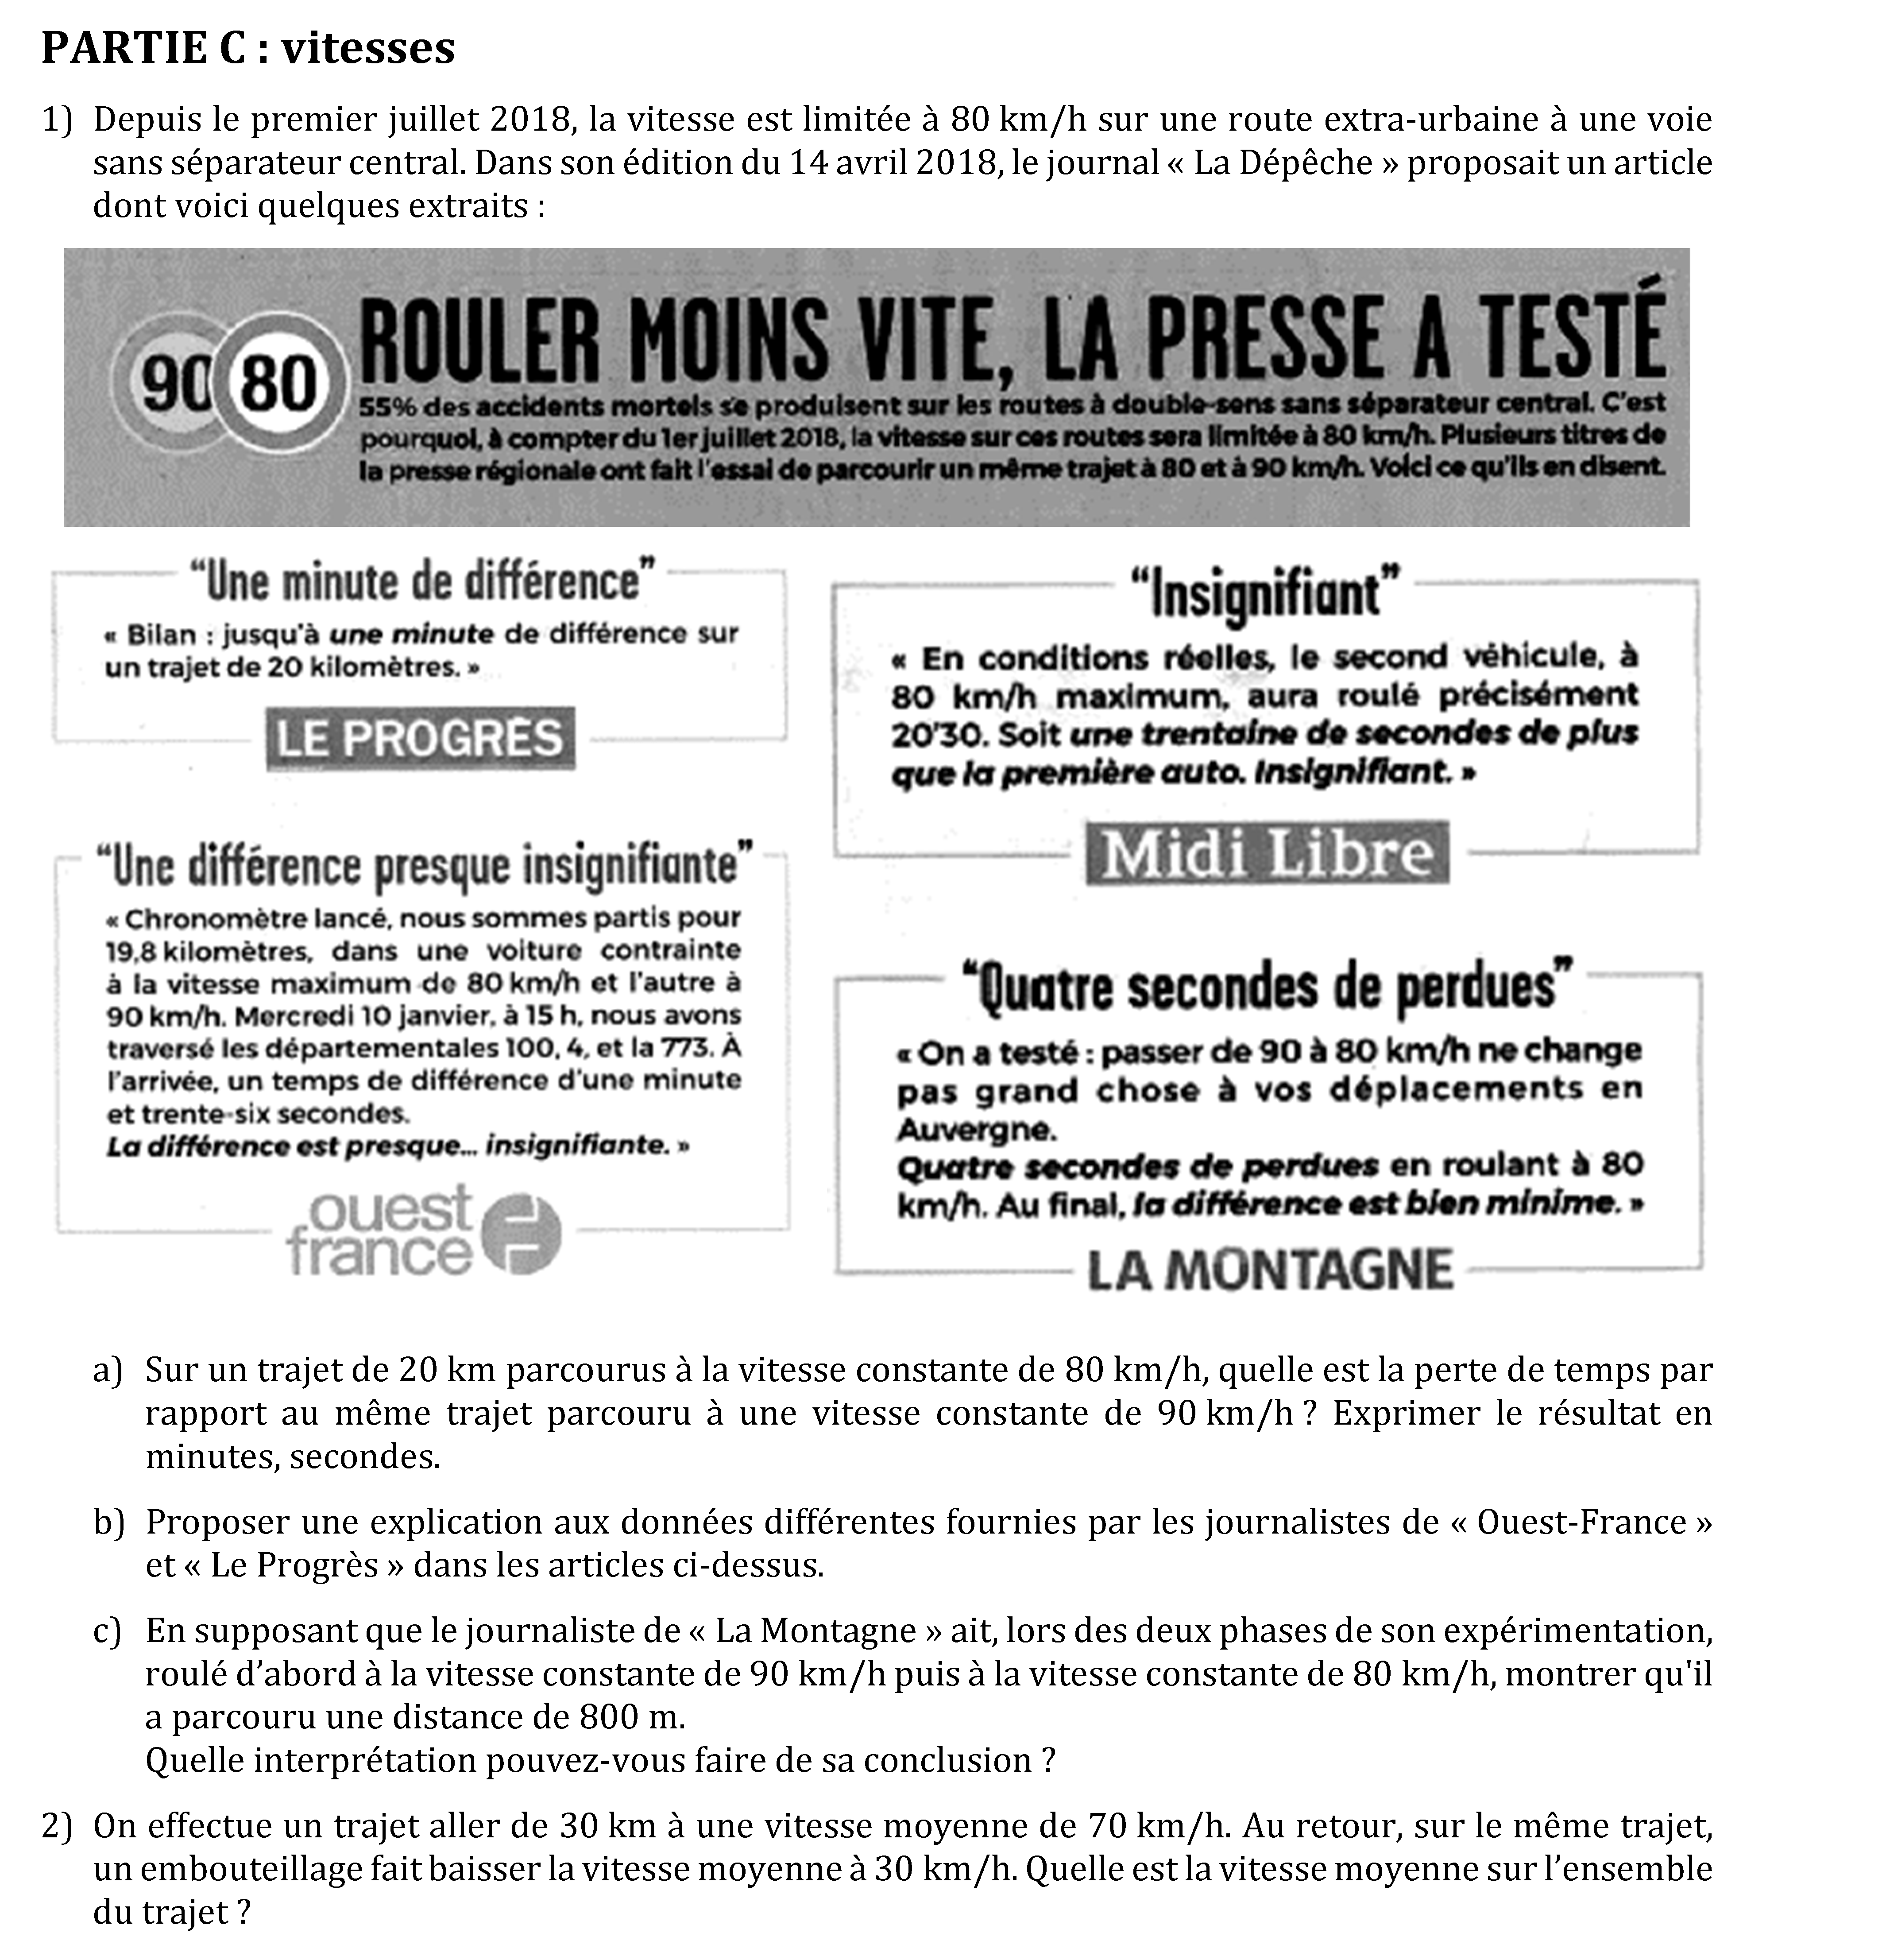 PARTIE C : vitesses
1) Depuis le premier juillet 2018, la vitesse est limitée à 80 km/h sur une route extra-urbaine à une voie
sans séparateur central. Dans son édition du 14 avril 2018, le journal « La Dépêche » proposait un article
dont voici quelques extraits :
90 80
ROULER MOINS VITE, LA PRESSE A TESTÉ
55% des accidents mortels se produisent sur les routes à double-sens sans séparateur central. C'est
pourquoi, à compter du 1er juillet 2018, la vitesse sur ces routes sera limitée à 80 km/h. Plusieurs titres de
la presse régionale ont fait l'essai de parcourir un même trajet à 80 et à 90 km/h. Voici ce qu'ils en disent.
“Une minute de différence”
« Bilan : jusqu'à une minute de différence sur
un trajet de 20 kilomètres. »
LE PROGRÈS
“Insignifiant”
« En conditions réelles, le second véhicule, à
80 km/h maximum, aura roulé précisément
20'30. Soit une trentaine de secondes de plus
que la première auto. Insignifiant. »
Midi Libre
“Une différence presque insignifiante”
« Chronomètre lancé, nous sommes partis pour
19,8 kilomètres, dans une voiture contrainte
à la vitesse maximum de 80 km/h et l'autre à
90 km/h. Mercredi 10 janvier, à 15 h, nous avons
traversé les départementales 100, 4, et la 773. À
l'arrivée, un temps de différence d'une minute
et trente-six secondes.
La différence est presque... insignifiante. »
ouest
france
“Quatre secondes de perdues”
« On a testé : passer de 90 à 80 km/h ne change
pas grand chose à vos déplacements en
Auvergne.
Quatre secondes de perdues en roulant à 80
km/h. Au final, la différence est bien minime. »
LA MONTAGNE
a) Sur un trajet de 20 km parcourus à la vitesse constante de 80 km/h, quelle est la perte de temps par
rapport au même trajet parcouru à une vitesse constante de 90 km/h ? Exprimer le résultat en
minutes, secondes.
b) Proposer une explication aux données différentes fournies par les journalistes de « Ouest-France »
et « Le Progrès » dans les articles ci-dessus.
c) En supposant que le journaliste de « La Montagne » ait, lors des deux phases de son expérimentation,
roulé d’abord à la vitesse constante de 90 km/h puis à la vitesse constante de 80 km/h, montrer qu'il
a parcouru une distance de 800 m.
Quelle interprétation pouvez-vous faire de sa conclusion ?
2) On effectue un trajet aller de 30 km à une vitesse moyenne de 70 km/h. Au retour, sur le même trajet,
un embouteillage fait baisser la vitesse moyenne à 30 km/h. Quelle est la vitesse moyenne sur l’ensemble
du trajet ?